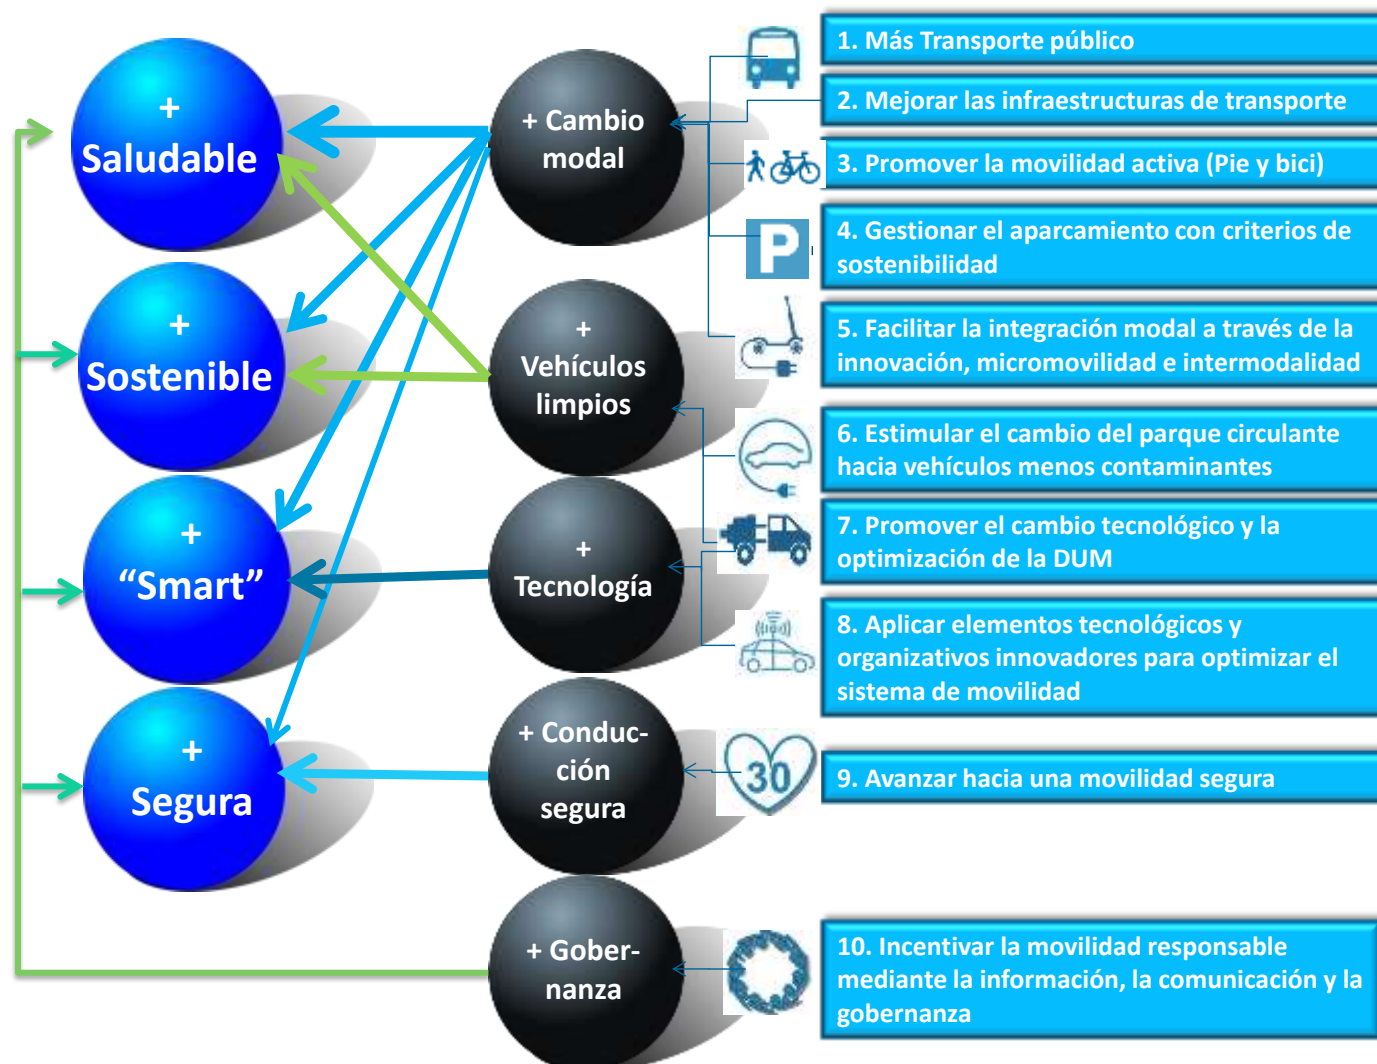 +
Saludable
+
Sostenible
+
“Smart”
+
Segura
+ Cambio
modal
+
Vehículos
limpios
+
Tecnología
+ Conduc-
ción
segura
+ Gober-
nanza
P
30
1. Más Transporte público
2. Mejorar las infraestructuras de transporte
3. Promover la movilidad activa (Pie y bici)
4. Gestionar el aparcamiento con criterios de
sostenibilidad
5. Facilitar la integración modal a través de la
innovación, micromovilidad e intermodalidad
6. Estimular el cambio del parque circulante
hacia vehículos menos contaminantes
7. Promover el cambio tecnológico y la
optimización de la DUM
8. Aplicar elementos tecnológicos y
organizativos innovadores para optimizar el
sistema de movilidad
9. Avanzar hacia una movilidad segura
10. Incentivar la movilidad responsable
mediante la información, la comunicación y la
gobernanza